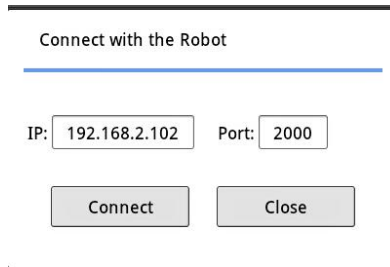 Connect with the Robot
IP: 192.168.2.102 Port: 2000
Connect Close